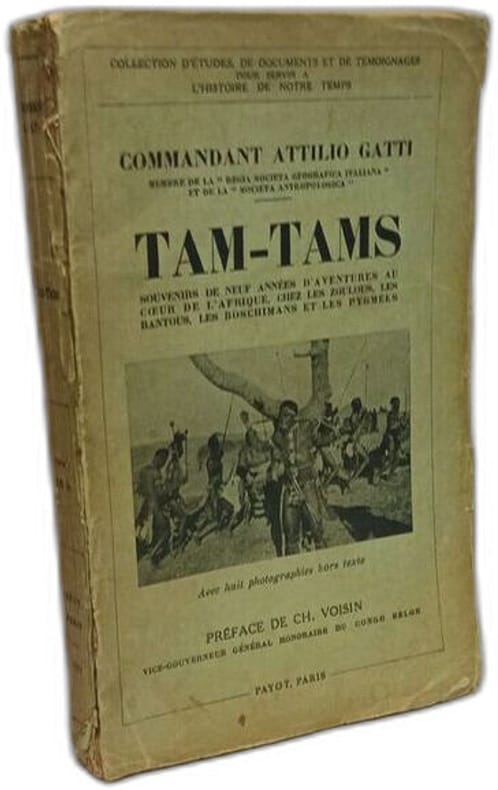 COLLECTION D'ÉTUDES, DE DOCUMENTS ET DE TÉMOIGNAGES
POUR SERVIR A
L'HISTOIRE DE NOTRE TEMPS
COMMANDANT ATTILIO GATTI
MEMBRE DE LA "REGIA SOCIETA GEOGRAFICA ITALIANA"
ET DE LA "SOCIETA ANTROPOLOGICA"
TAM-TAMS
SOUVENIRS DE NEUF ANNÉES D'AVENTURES AU
CŒUR DE L'AFRIQUE, CHEZ LES ZOULOUS, LES
BANTOUS, LES BOSCHIMANS ET LES PYGMÉES
Avec huit photographies hors texte
PRÉFACE DE CH. VOISIN
VICE-GOUVERNEUR GÉNÉRAL HONORAIRE DU CONGO BELGE
PAYOT, PARIS